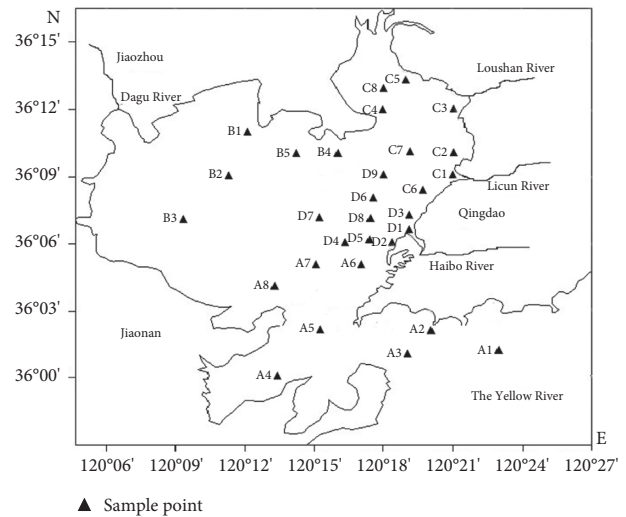 N
36°15'
36°12'
36°09'
36°06'
36°03'
36°00'
Jiaozhou
Dagu River
Loushan River
C5
C8
C4
C3
B1
B5
B4
C7
C2
B2
D9
C1
C6
Licun River
D6
B3
D7
D8
D3
Qingdao
D1
D4
D5
D2
A7
A6
Haibo River
A8
Jiaonan
A5
A2
A3
A1
A4
The Yellow River
E
120°06' 120°09' 120°12' 120°15' 120°18' 120°21' 120°24' 120°27'
Sample point